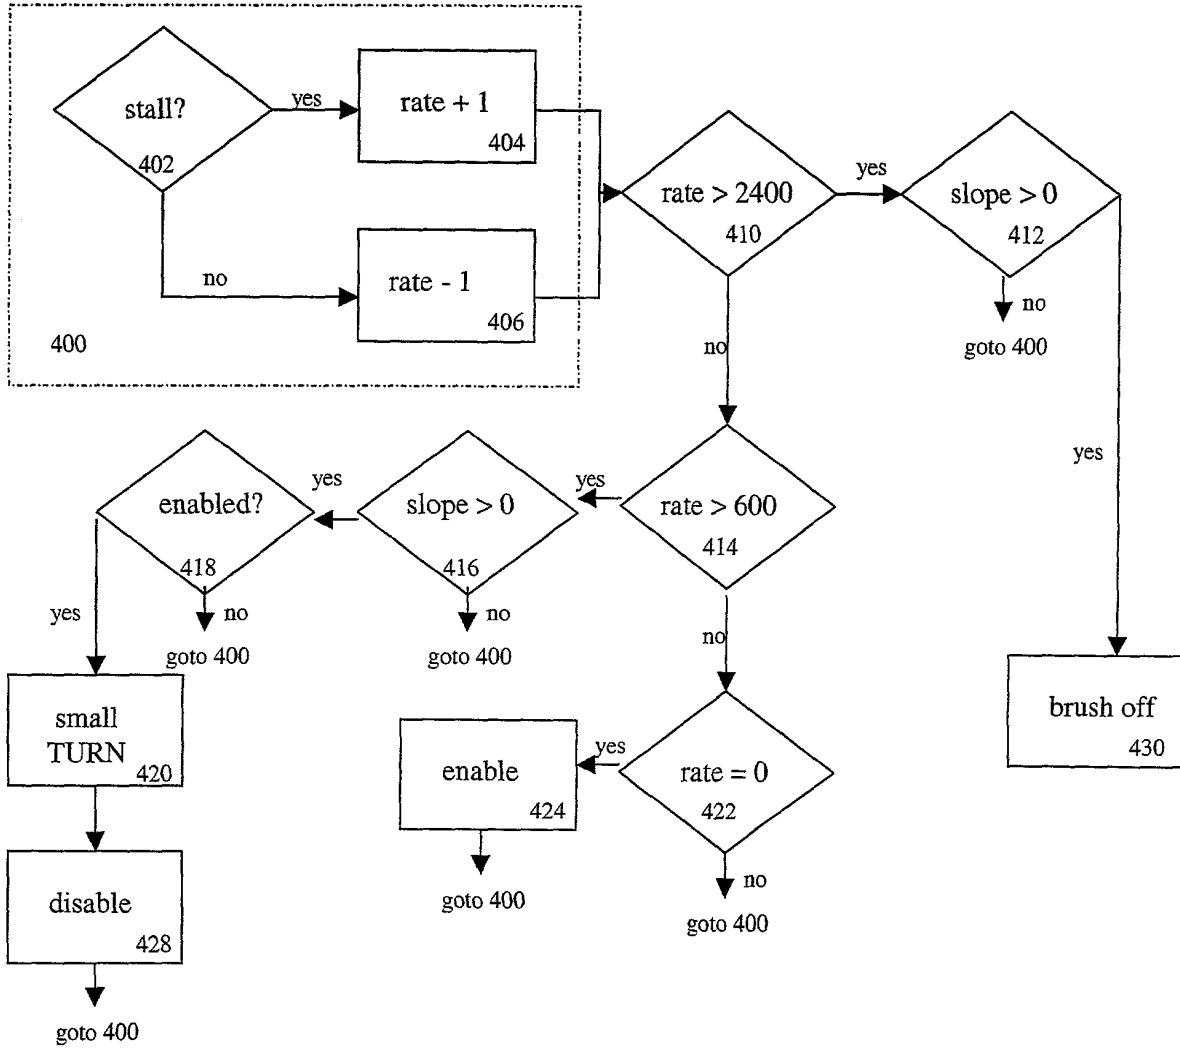 stall?
402
yes
rate + 1
404
no
rate - 1
406
400
rate > 2400
410
yes
slope > 0
412
no
goto 400
yes
brush off
430
no
rate > 600
414
yes
slope > 0
416
no
goto 400
yes
enabled?
418
no
goto 400
yes
small
TURN
420
disable
428
goto 400
no
rate = 0
422
yes
enable
424
goto 400
no
goto 400